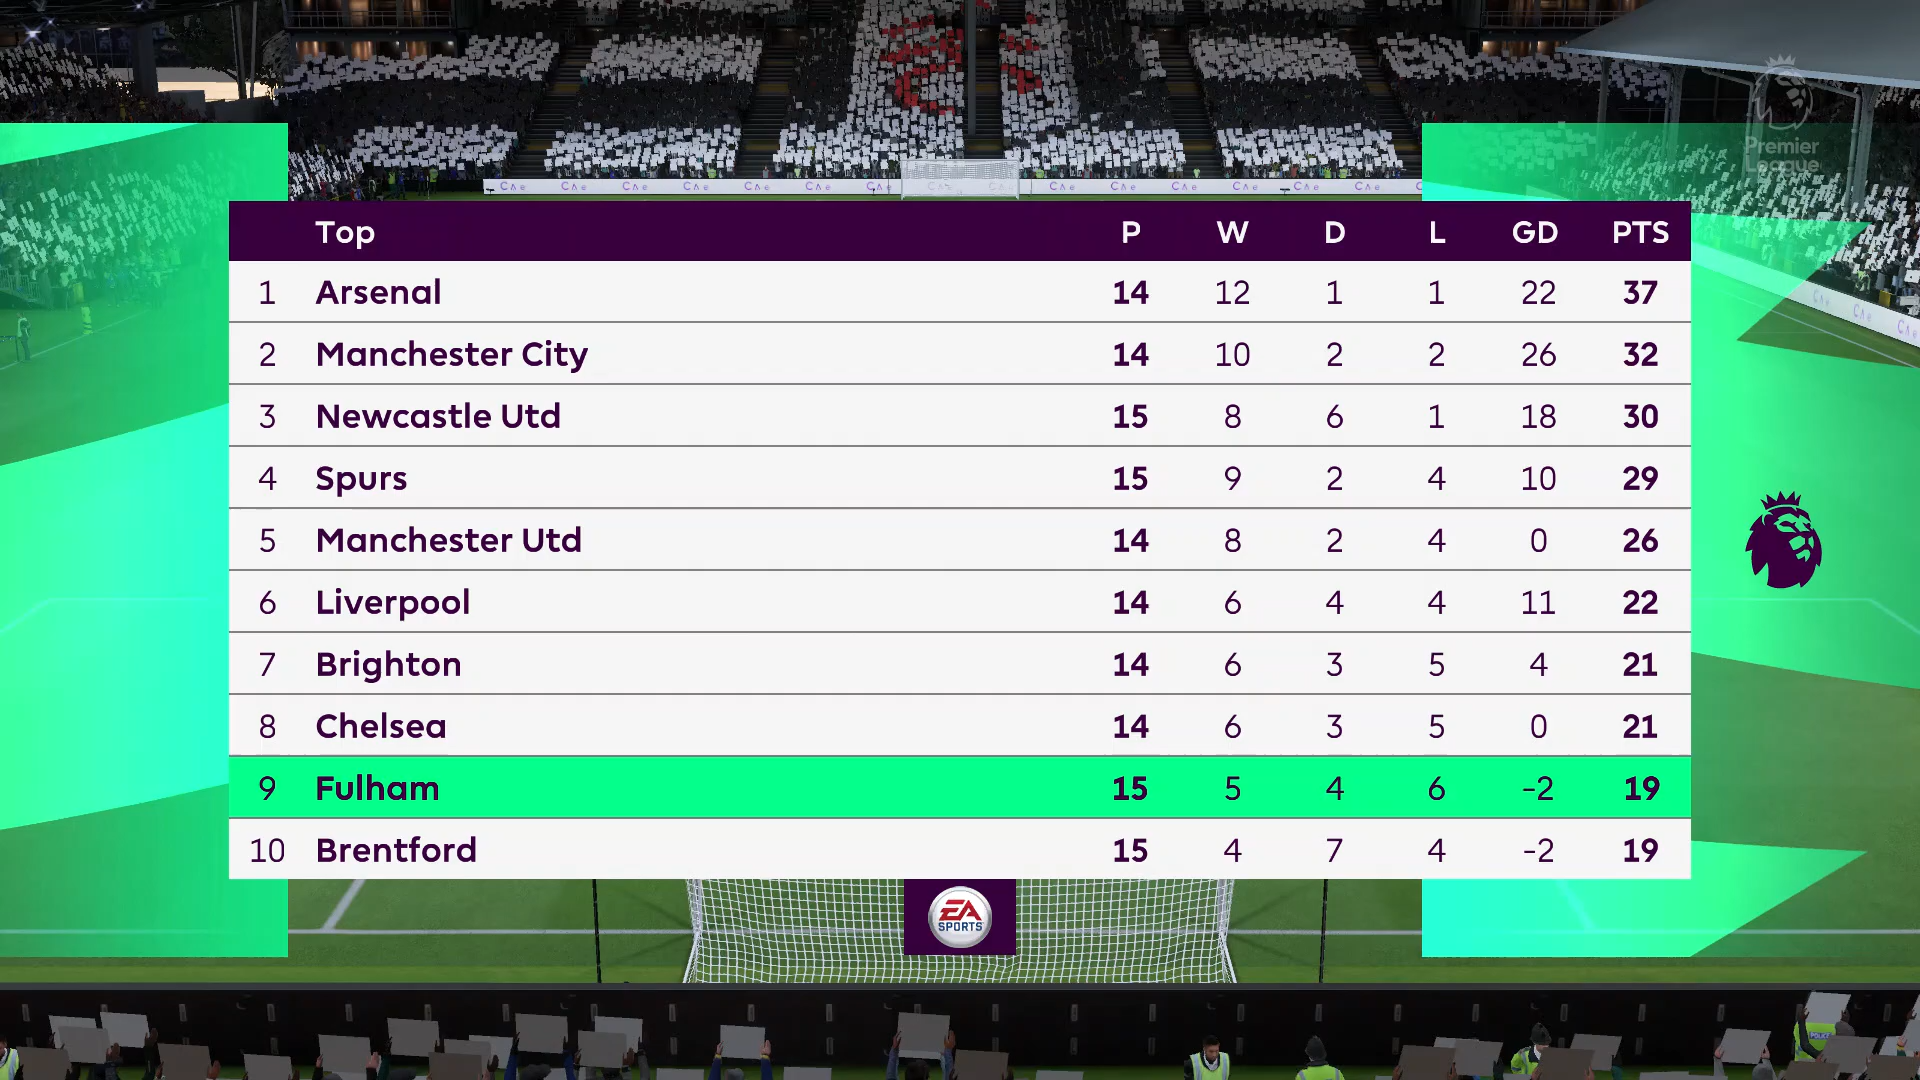 Premier
League
Top P W D L GD PTS
1 Arsenal 14 12 1 1 22 37
2 Manchester City 14 10 2 2 26 32
3 Newcastle Utd 15 8 6 1 18 30
4 Spurs 15 9 2 4 10 29
5 Manchester Utd 14 8 2 4 0 26
6 Liverpool 14 6 4 4 11 22
7 Brighton 14 6 3 5 4 21
8 Chelsea 14 6 3 5 0 21
9 Fulham 15 5 4 6 -2 19
10 Brentford 15 4 7 4 -2 19
EA
SPORTS
POLICE